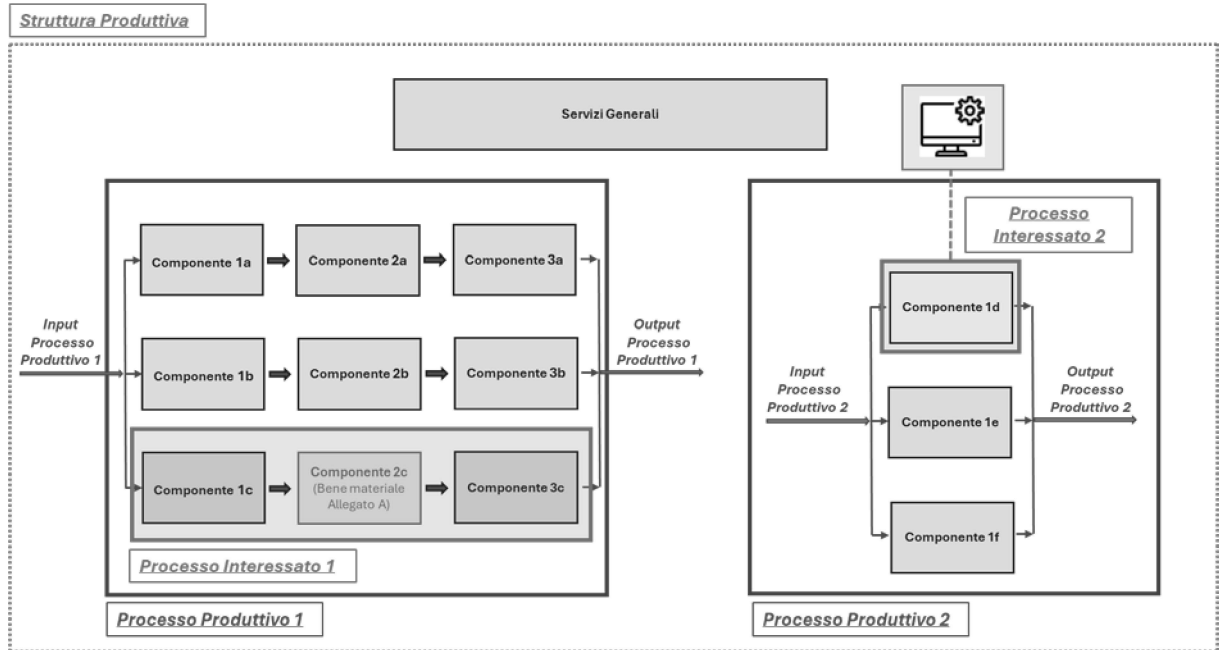 Struttura Produttiva
Servizi Generali
Processo
Interessato 2
Componente 1a
Componente 2a
Componente 3a
Input
Processo
Produttivo 1
Output
Processo
Produttivo 1
Componente 1b
Componente 2b
Componente 3b
Componente 1c
Componente 2c
(Bene materiale
Allegato A)
Componente 3c
Processo Interessato 1
Processo Produttivo 1
Componente 1d
Input
Processo
Produttivo 2
Output
Processo
Produttivo 2
Componente 1e
Componente 1f
Processo Produttivo 2